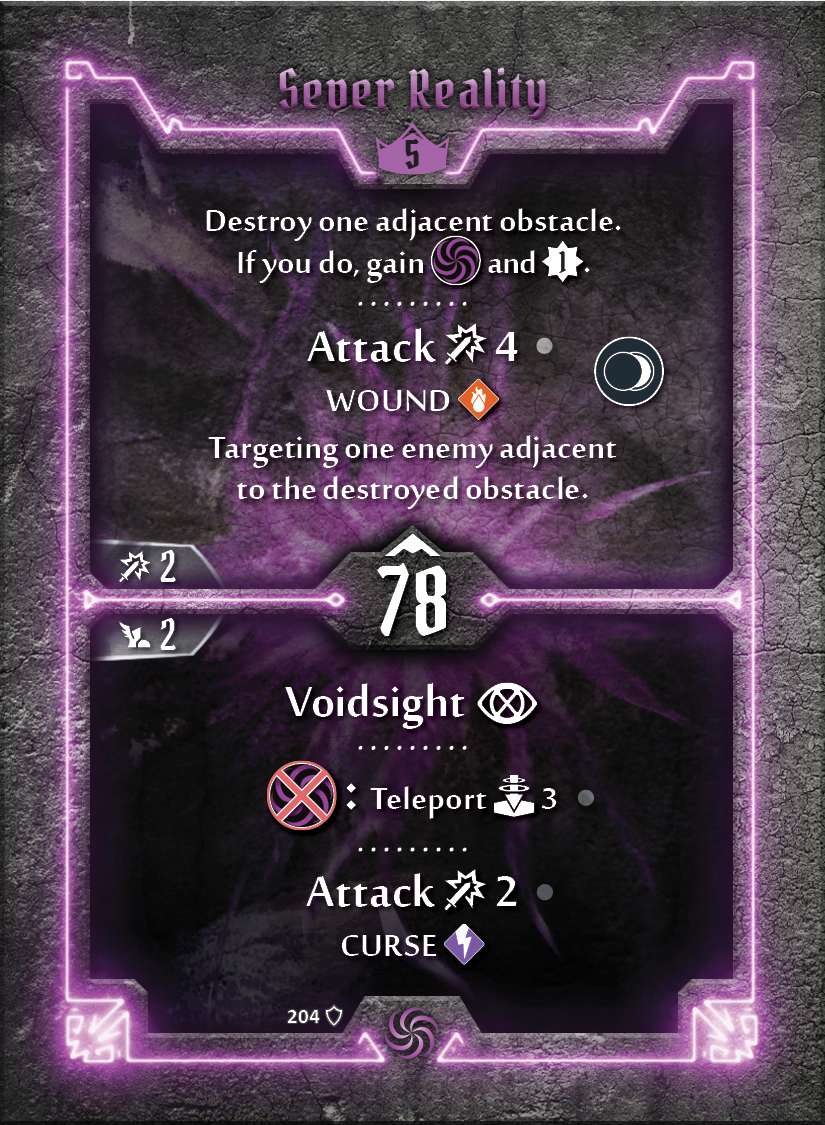 Sever Reality
5
Destroy one adjacent obstacle.
If you do, gain and 1.
Attack 4
WOUND
Targeting one enemy adjacent
to the destroyed obstacle.
2
78
2
Voidsight
: Teleport 3
Attack 2
CURSE
204